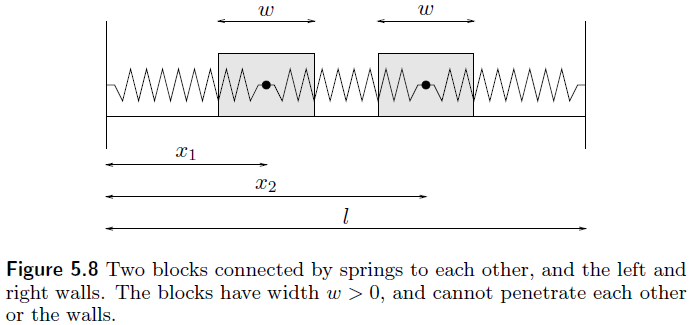 w w
x1
x2
l
Figure 5.8 Two blocks connected by springs to each other, and the left and
right walls. The blocks have width w > 0, and cannot penetrate each other
or the walls.